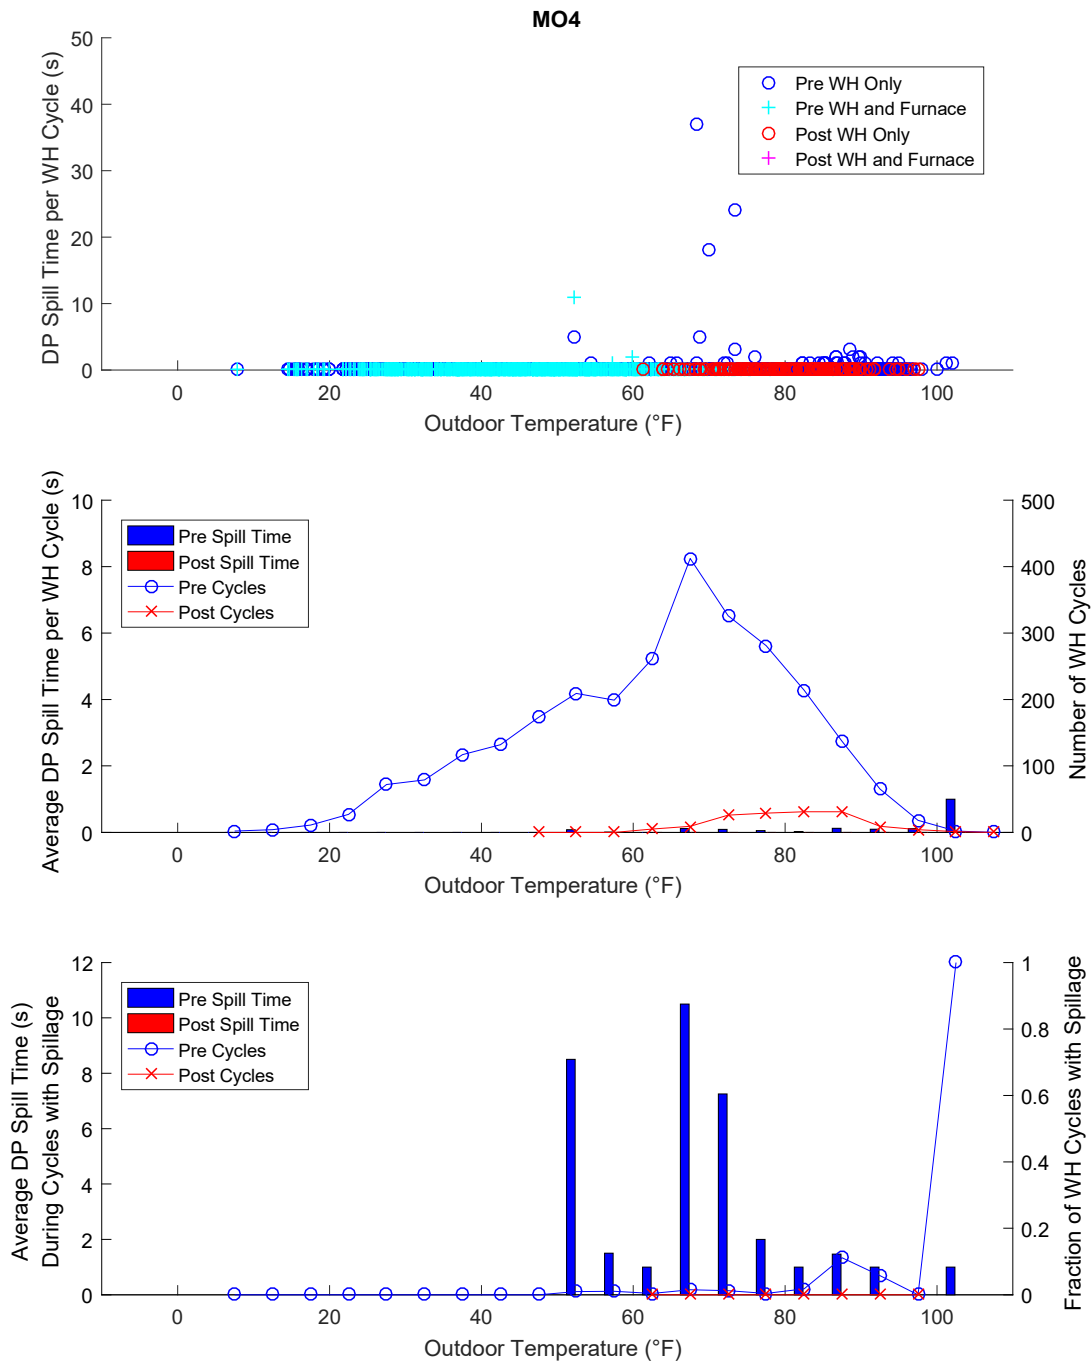 MO4
DP Spill Time per WH Cycle (s)
50
40
30
20
10
0
Pre WH Only
Pre WH and Furnace
Post WH Only
Post WH and Furnace
0
20
40
60
80
100
Outdoor Temperature (°F)
Average DP Spill Time per WH Cycle (s)
10
8
6
4
2
0
Pre Spill Time
Post Spill Time
Pre Cycles
Post Cycles
500
400
300
200
100
0
Number of WH Cycles
0
20
40
60
80
100
Outdoor Temperature (°F)
Average DP Spill Time (s)
During Cycles with Spillage
12
10
8
6
4
2
0
Pre Spill Time
Post Spill Time
Pre Cycles
Post Cycles
1
0.8
0.6
0.4
0.2
0
Fraction of WH Cycles with Spillage
0
20
40
60
80
100
Outdoor Temperature (°F)